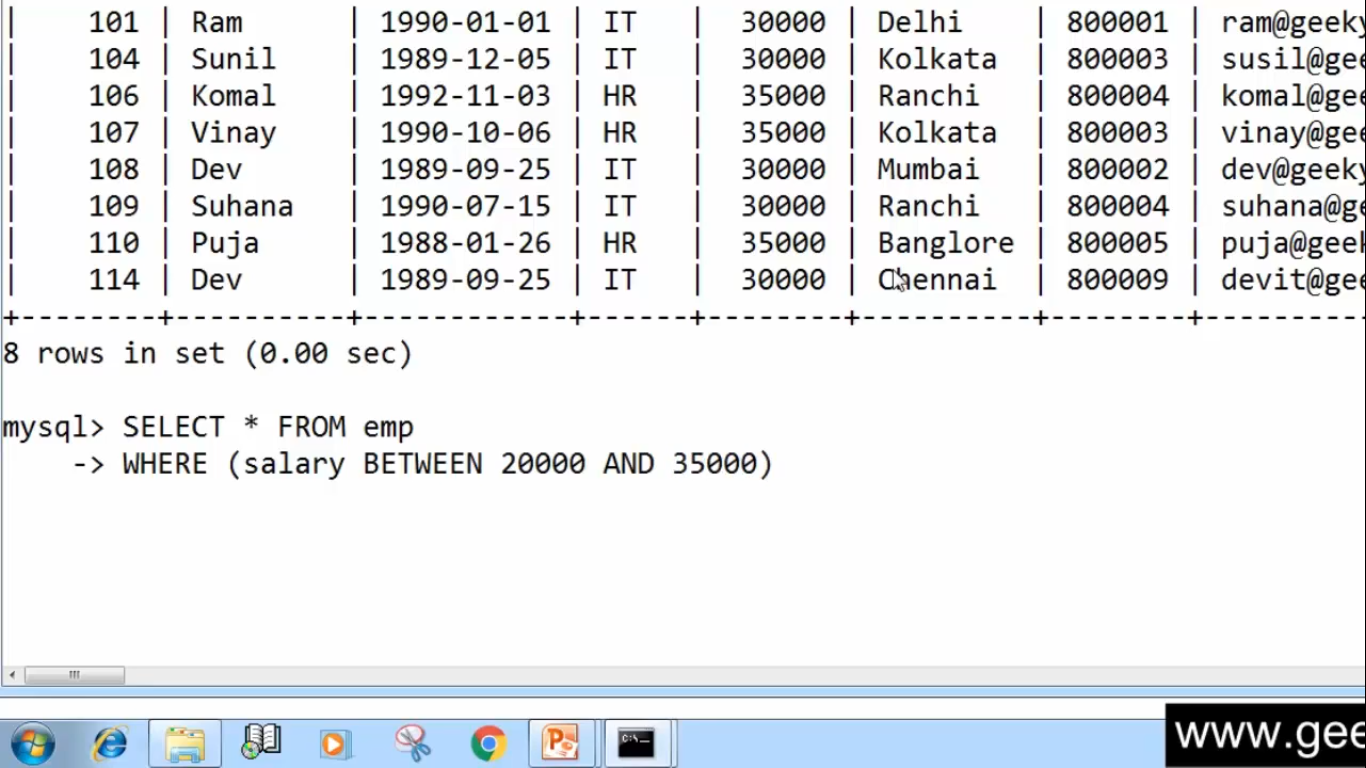 | 101 | Ram | 1990-01-01 | IT | 30000 | Delhi | 800001 | ram@geeky
| 104 | Sunil | 1989-12-05 | IT | 30000 | Kolkata | 800003 | susil@gee
| 106 | Komal | 1992-11-03 | HR | 35000 | Ranchi | 800004 | komal@gee
| 107 | Vinay | 1990-10-06 | HR | 35000 | Kolkata | 800003 | vinay@gee
| 108 | Dev | 1989-09-25 | IT | 30000 | Mumbai | 800002 | dev@geeky
| 109 | Suhana | 1990-07-15 | IT | 30000 | Ranchi | 800004 | suhana@ge
| 110 | Puja | 1988-01-26 | HR | 35000 | Banglore | 800005 | puja@geek
| 114 | Dev | 1989-09-25 | IT | 30000 | Chennai | 800009 | devit@gee
+--------+----------+------------+------+--------+----------+--------+---------
8 rows in set (0.00 sec)
mysql> SELECT * FROM emp
-> WHERE (salary BETWEEN 20000 AND 35000)
www.gee